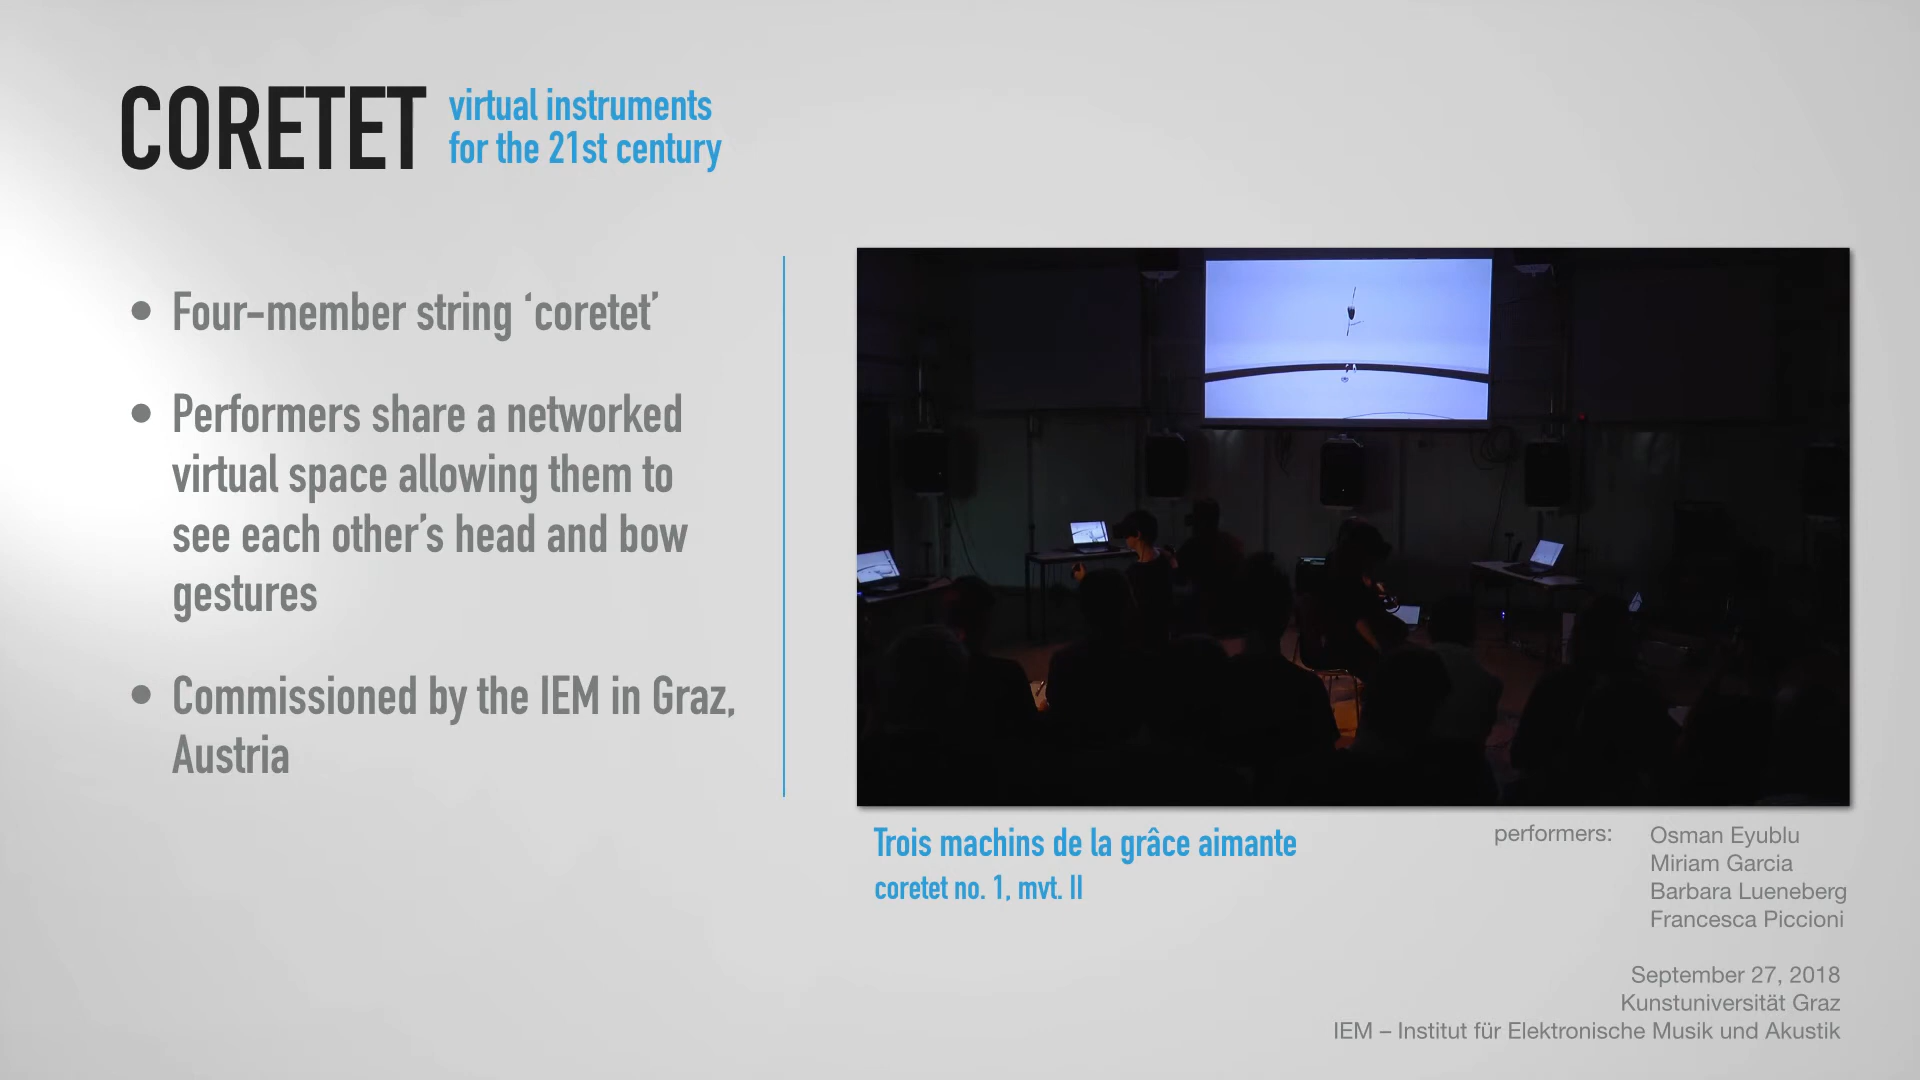 CORETET
virtual instruments
for the 21st century
• Four-member string ‘coretet’
• Performers share a networked
virtual space allowing them to
see each other’s head and bow
gestures
• Commissioned by the IEM in Graz,
Austria
Trois machins de la grâce aimante
coretet no. 1, mvt. II
performers: Osman Eyublu
Miriam Garcia
Barbara Lueneberg
Francesca Piccioni
September 27, 2018
Kunstuniversität Graz
IEM – Institut für Elektronische Musik und Akustik